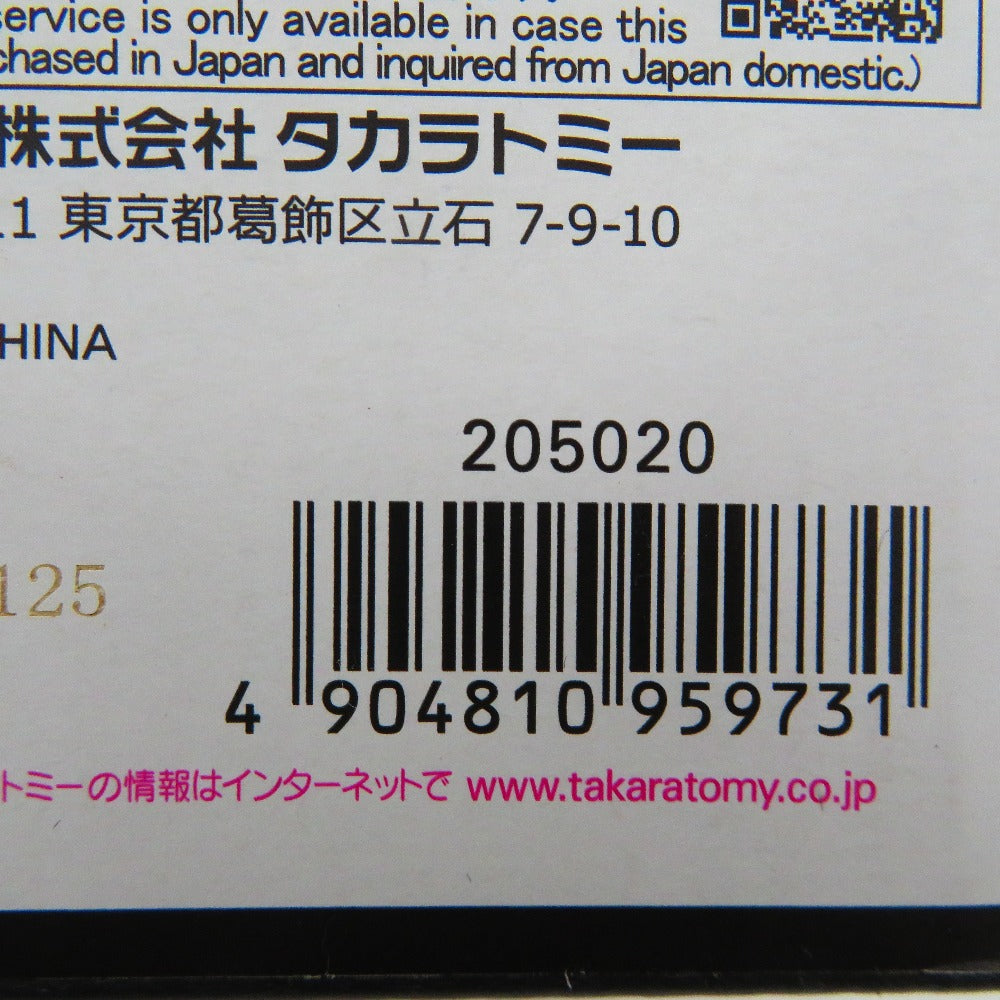 service is only available in case this
chased in Japan and inquired from Japan domestic.)
株式会社 タカラトミー
11 東京都葛飾区立石 7-9-10
HINA
205020
125
4 904810 959731
トミーの情報はインターネットで www.takaratomy.co.jp